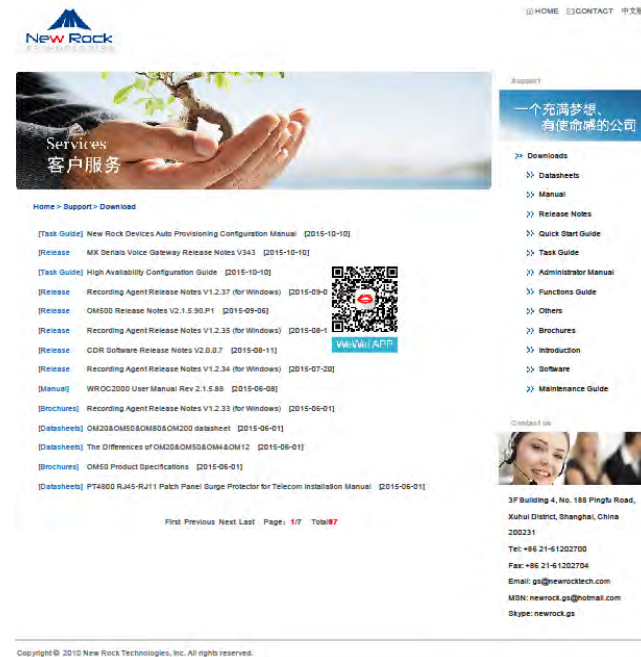 HOME CONTACT 中文版
New Rock
Technologies
Support
Services
客户服务
一个充满梦想、
有使命感的公司
Home > Support > Download
[Task Guide] New Rock Devices Auto Provisioning Configuration Manual [2015-10-10]
[Release MX Serials Voice Gateway Release Notes V343 [2015-10-10]
[Task Guide] High Availability Configuration Guide [2015-10-10]
[Release Recording Agent Release Notes V1.2.37 (for Windows) [2015-09-0
[Release OM500 Release Notes V2.1.5.90.P1 [2015-09-06]
[Release Recording Agent Release Notes V1.2.35 (for Windows) [2015-08-1
[Release CDR Software Release Notes V2.0.0.7 [2015-08-11]
[Release Recording Agent Release Notes V1.2.34 (for Windows) [2015-07-20]
[Manual] WROC2000 User Manual Rev 2.1.5.88 [2015-06-08]
[Brochures] Recording Agent Release Notes V1.2.33 (for Windows) [2015-06-01]
[Datasheets] OM20&OM50&OM80&OM200 datasheet [2015-06-01]
[Datasheets] The Differences of OM20&OM50&OM4&OM12 [2015-06-01]
[Brochures] OM50 Product Specifications [2015-06-01]
[Datasheets] PT4800 RJ45-RJ11 Patch Panel Surge Protector for Telecom Installation Manual [2015-06-01]
First Previous Next Last Page: 1/7 Total97
WeWei APP
Downloads
Datasheets
Manual
Release Notes
Quick Start Guide
Task Guide
Administrator Manual
Functions Guide
Others
Brochures
Introduction
Software
Maintenance Guide
Contact us
3F Building 4, No. 188 Pingfu Road,
Xuhui District, Shanghai, China
200231
Tel: +86 21-61202700
Fax: +86 21-61202704
Email: gs@newrocktech.com
MSN: newrock.gs@hotmail.com
Skype: newrock.gs
Copyright © 2010 New Rock Technologies, Inc. All rights reserved.